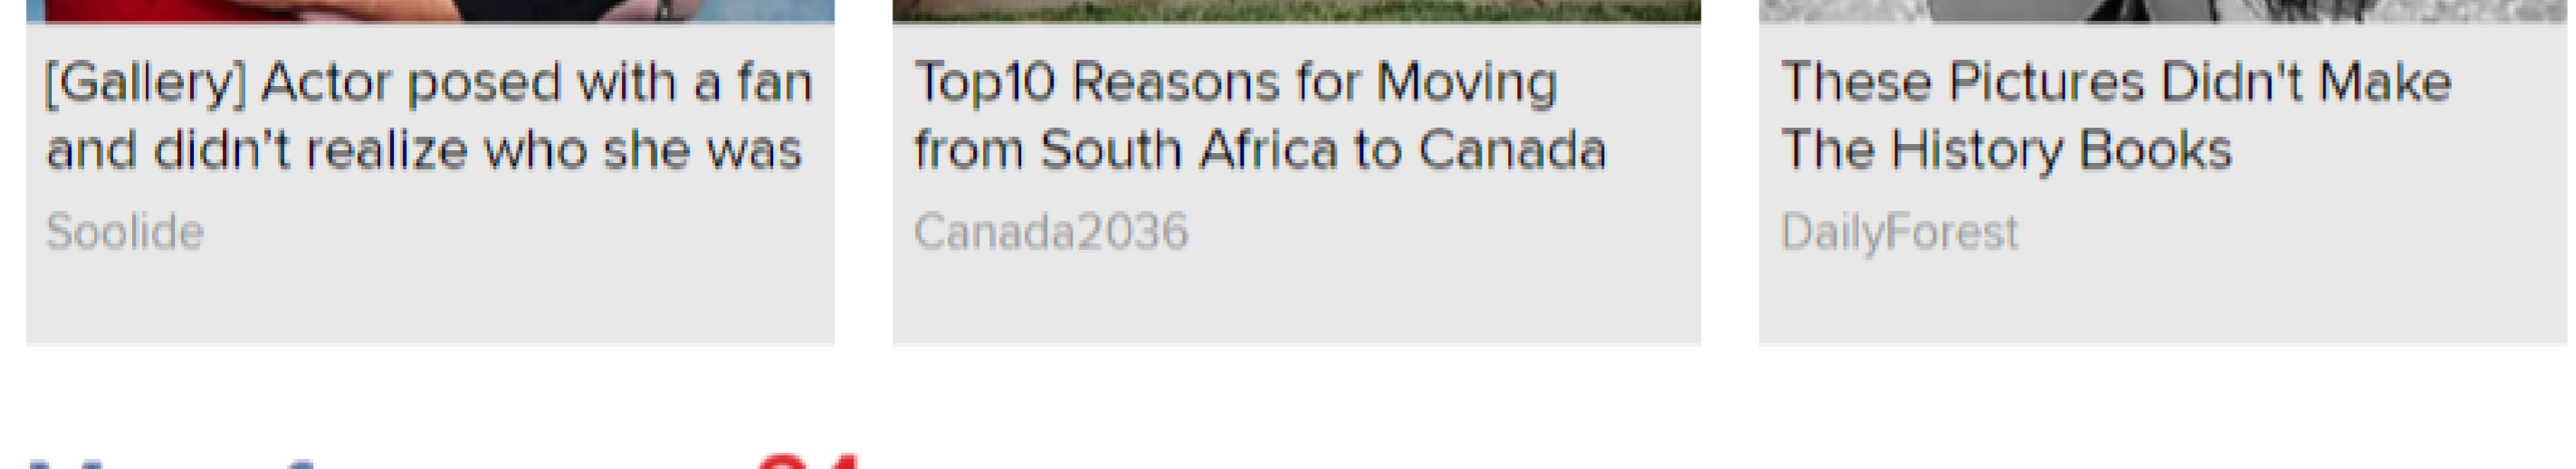 [Gallery] Actor posed with a fan
and didn't realize who she was
Soolide
Top10 Reasons for Moving
from South Africa to Canada
Canada2036
These Pictures Didn't Make
The History Books
DailyForest